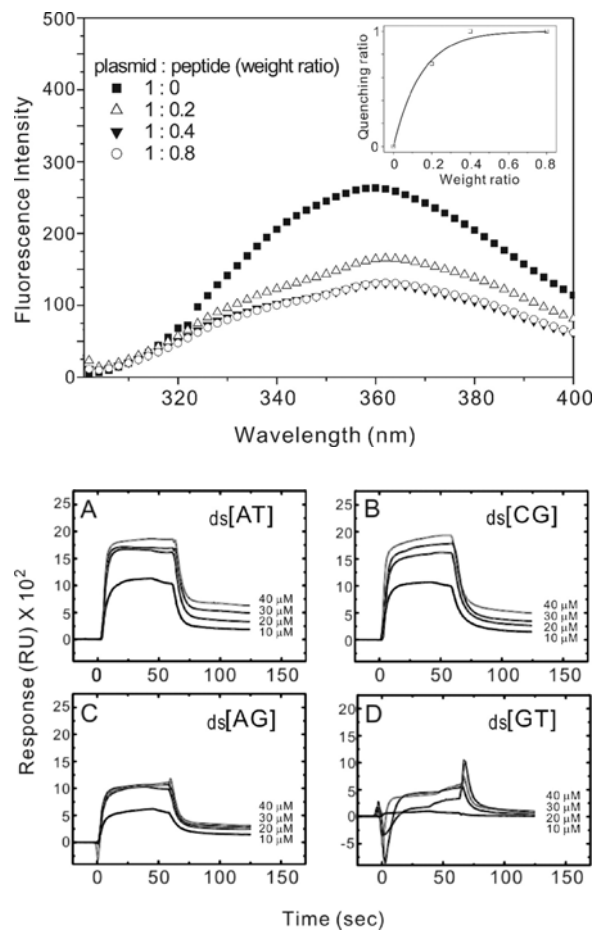 500
400
300
250
200
100
0
Fluorescence Intensity
plasmid : peptide (weight ratio)
■ 1 : 0
△ 1 : 0.2
▼ 1 : 0.4
○ 1 : 0.8
1
0
Quenching ratio
0 0.2 0.4 0.6 0.8
Weight ratio
320 340 360 380 400
Wavelength (nm)
Response (RU) X 10²
A
ds[AT]
25
20
15
10
5
0
40 µM
30 µM
20 µM
10 µM
0 50 100
B
ds[CG]
25
20
15
10
5
0
40 µM
30 µM
20 µM
10 µM
0 50 100
C
ds[AG]
25
20
15
10
5
0
40 µM
30 µM
20 µM
10 µM
0 50 100
D
ds[GT]
20
15
10
5
0
-5
40 µM
30 µM
20 µM
10 µM
0 50 100 150
Time (sec)